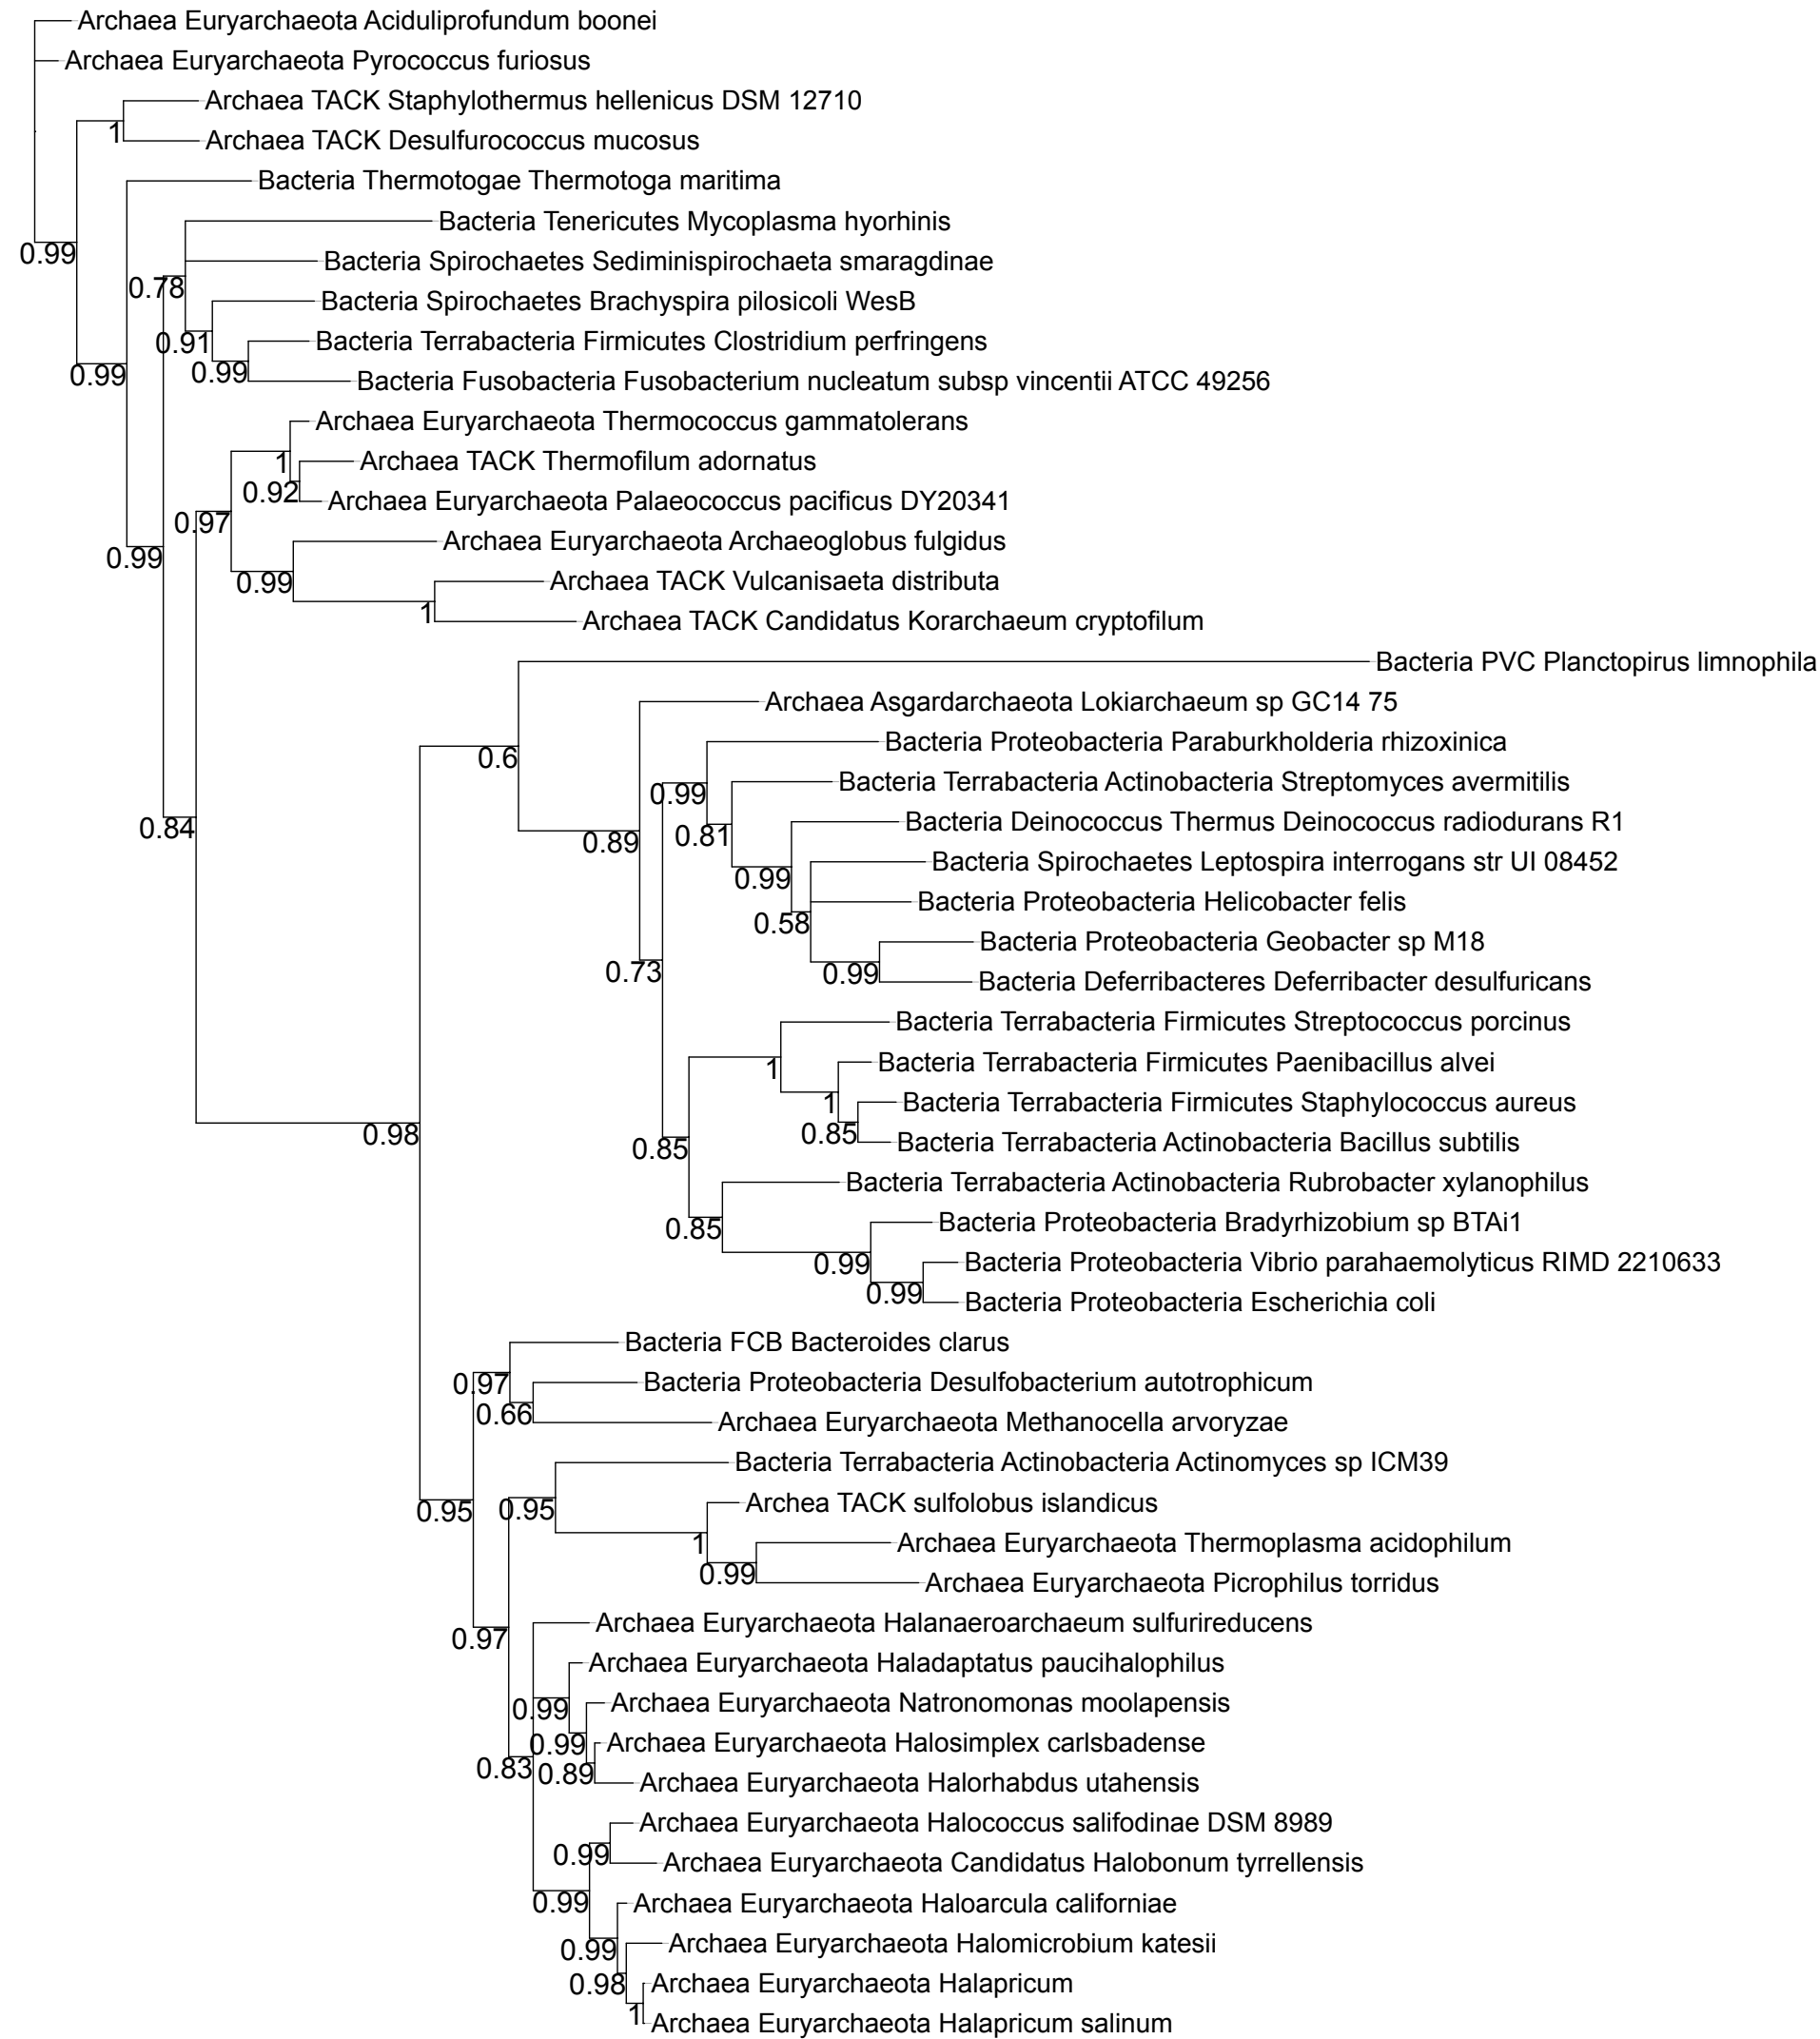 Archaea Euryarchaeota Aciduliprofundum boonei
Archaea Euryarchaeota Pyrococcus furiosus
Archaea TACK Staphylothermus hellenicus DSM 12710
1
Archaea TACK Desulfurococcus mucosus
Bacteria Thermotogae Thermotoga maritima
Bacteria Tenericutes Mycoplasma hyorhinis
0.99
Bacteria Spirochaetes Sediminispirochaeta smaragdinae
0.78
Bacteria Spirochaetes Brachyspira pilosicoli WesB
0.91
Bacteria Terrabacteria Firmicutes Clostridium perfringens
0.99
0.99
Bacteria Fusobacteria Fusobacterium nucleatum subsp vincentii ATCC 49256
Archaea Euryarchaeota Thermococcus gammatolerans
1
Archaea TACK Thermofilum adornatus
0.92
Archaea Euryarchaeota Palaeococcus pacificus DY20341
0.97
Archaea Euryarchaeota Archaeoglobus fulgidus
0.99
0.99
Archaea TACK Vulcanisaeta distributa
1
Archaea TACK Candidatus Korarchaeum cryptofilum
Bacteria PVC Planctopirus limnophila
Archaea Asgardarchaeota Lokiarchaeum sp GC14 75
Bacteria Proteobacteria Paraburkholderia rhizoxinica
0.6
Bacteria Terrabacteria Actinobacteria Streptomyces avermitilis
0.99
Bacteria Deinococcus Thermus Deinococcus radiodurans R1
0.84
0.89
0.81
Bacteria Spirochaetes Leptospira interrogans str UI 08452
0.99
Bacteria Proteobacteria Helicobacter felis
0.58
Bacteria Proteobacteria Geobacter sp M18
0.73
0.99
Bacteria Deferribacteres Deferribacter desulfuricans
Bacteria Terrabacteria Firmicutes Streptococcus porcinus
1
Bacteria Terrabacteria Firmicutes Paenibacillus alvei
1
Bacteria Terrabacteria Firmicutes Staphylococcus aureus
0.98
0.85
Bacteria Terrabacteria Actinobacteria Bacillus subtilis
0.85
Bacteria Terrabacteria Actinobacteria Rubrobacter xylanophilus
0.85
Bacteria Proteobacteria Bradyrhizobium sp BTAi1
0.99
Bacteria Proteobacteria Vibrio parahaemolyticus RIMD 2210633
0.99
Bacteria Proteobacteria Escherichia coli
Bacteria FCB Bacteroides clarus
0.97
Bacteria Proteobacteria Desulfobacterium autotrophicum
0.66
Archaea Euryarchaeota Methanocella arvoryzae
Bacteria Terrabacteria Actinobacteria Actinomyces sp ICM39
0.95
0.95
Archea TACK sulfolobus islandicus
1
Archaea Euryarchaeota Thermoplasma acidophilum
0.99
Archaea Euryarchaeota Picrophilus torridus
Archaea Euryarchaeota Halanaeroarchaeum sulfurireducens
0.97
Archaea Euryarchaeota Haladaptatus paucihalophilus
0.99
Archaea Euryarchaeota Natronomonas moolapensis
0.99
Archaea Euryarchaeota Halosimplex carlsbadense
0.83
0.89
Archaea Euryarchaeota Halorhabdus utahensis
Archaea Euryarchaeota Halococcus salifodinae DSM 8989
0.99
Archaea Euryarchaeota Candidatus Halobonum tyrrellensis
0.99
Archaea Euryarchaeota Haloarcula californiae
0.99
Archaea Euryarchaeota Halomicrobium katesii
0.98
Archaea Euryarchaeota Halapricum
1
Archaea Euryarchaeota Halapricum salinum